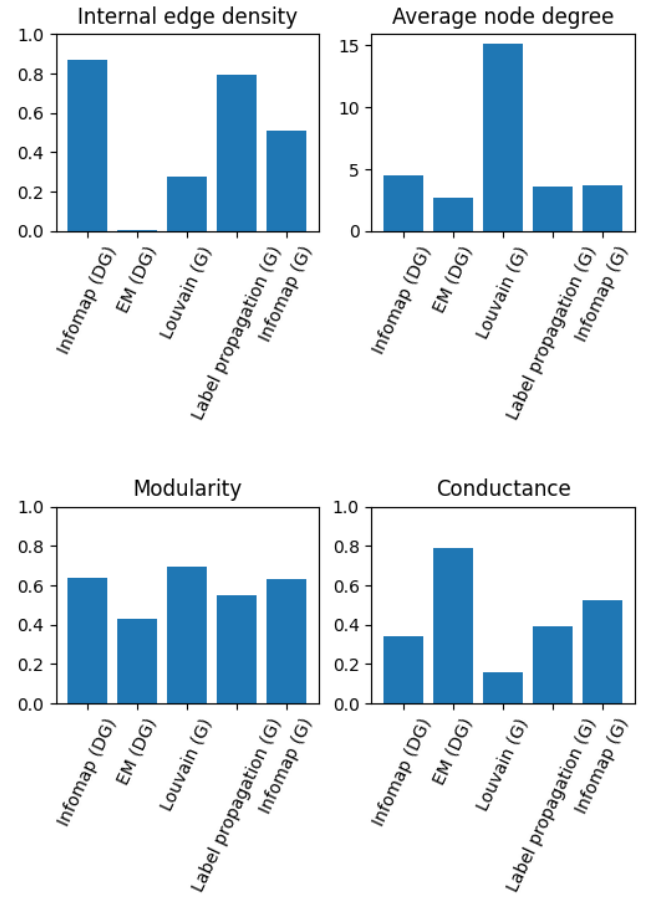 Internal edge density
1.0
0.8
0.6
0.4
0.2
0.0
Infomap (DG)
EM (DG)
Louvain (G)
Label propagation (G)
Infomap (G)
Average node degree
15
10
5
0
Infomap (DG)
EM (DG)
Louvain (G)
Label propagation (G)
Infomap (G)
Modularity
1.0
0.8
0.6
0.4
0.2
0.0
Infomap (DG)
EM (DG)
Louvain (G)
Label propagation (G)
Infomap (G)
Conductance
1.0
0.8
0.6
0.4
0.2
0.0
Infomap (DG)
EM (DG)
Louvain (G)
Label propagation (G)
Infomap (G)